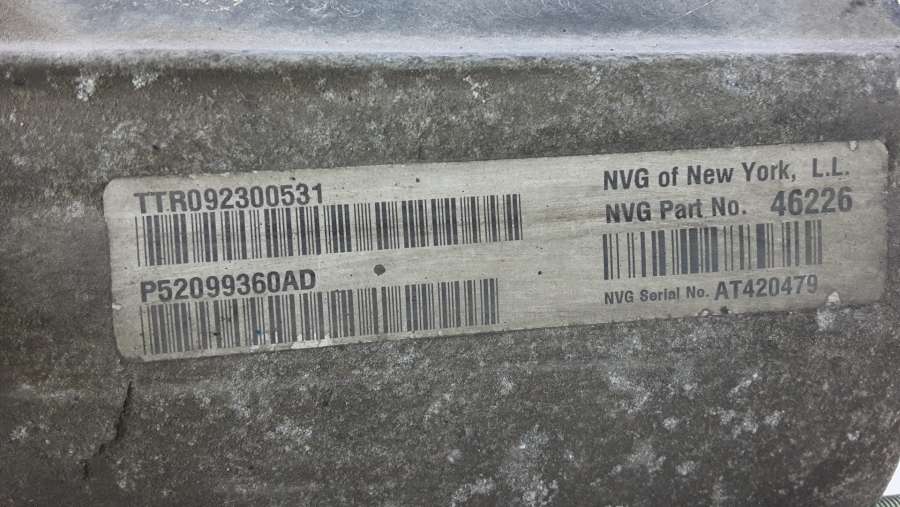 TTR092300531
P52099360AD
NVG of New York, L.L.
NVG Part No. 46226
NVG Serial No. AT420479